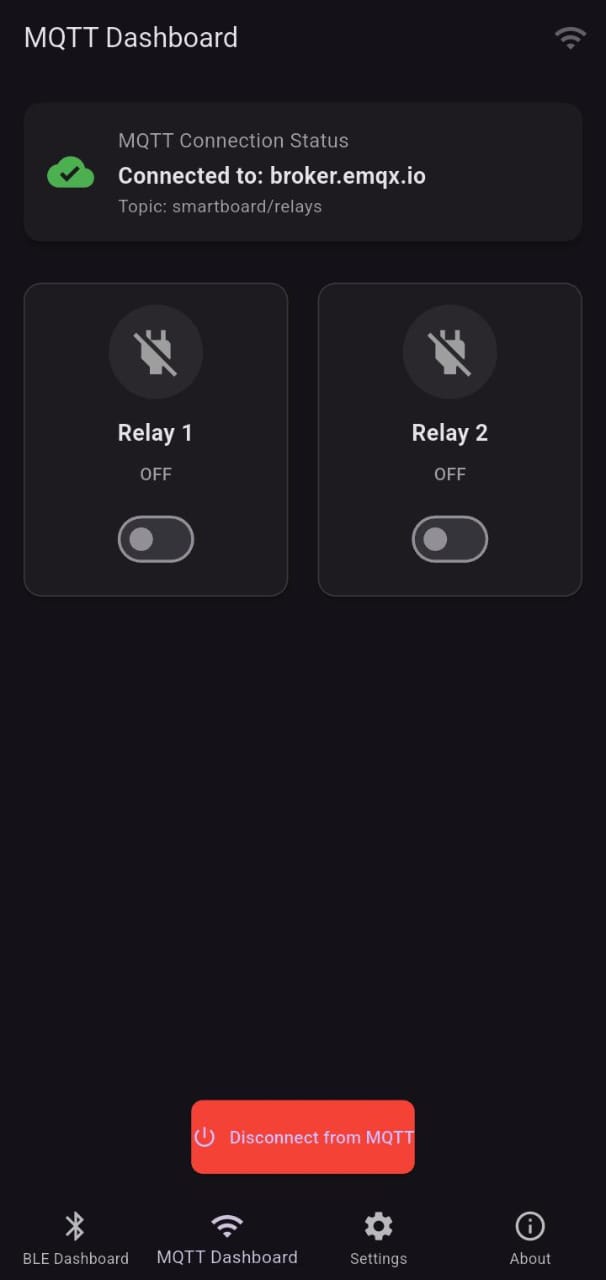 MQTT Dashboard
MQTT Connection Status
Connected to: broker.emqx.io
Topic: smartboard/relays
Relay 1
OFF
Relay 2
OFF
Disconnect from MQTT
BLE Dashboard
MQTT Dashboard
Settings
About